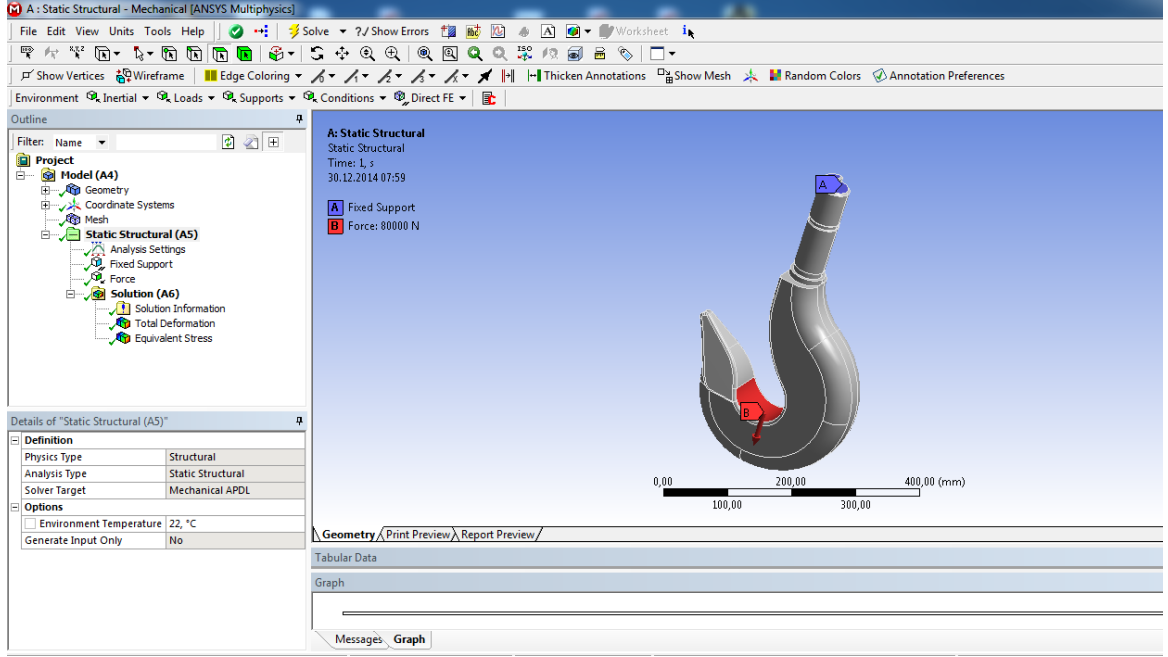 A : Static Structural - Mechanical [ANSYS Multiphysics]
File Edit View Units Tools Help Solve ?/ Show Errors Worksheet
Show Vertices Wireframe Edge Coloring Thicken Annotations Show Mesh Random Colors Annotation Preferences
Environment Inertial Loads Supports Conditions Direct FE
Outline
Filter: Name
Project
Model (A4)
Geometry
Coordinate Systems
Mesh
Static Structural (A5)
Analysis Settings
Fixed Support
Force
Solution (A6)
Solution Information
Total Deformation
Equivalent Stress
Details of "Static Structural (A5)"
Definition
Physics Type Structural
Analysis Type Static Structural
Solver Target Mechanical APDL
Options
Environment Temperature 22, °C
Generate Input Only No
A: Static Structural
Static Structural
Time: 1, s
30.12.2014 07:59
A Fixed Support
B Force: 80000 N
A
B
0,00 200,00 400,00 (mm)
100,00 300,00
Geometry Print Preview Report Preview
Tabular Data
Graph
Messages Graph